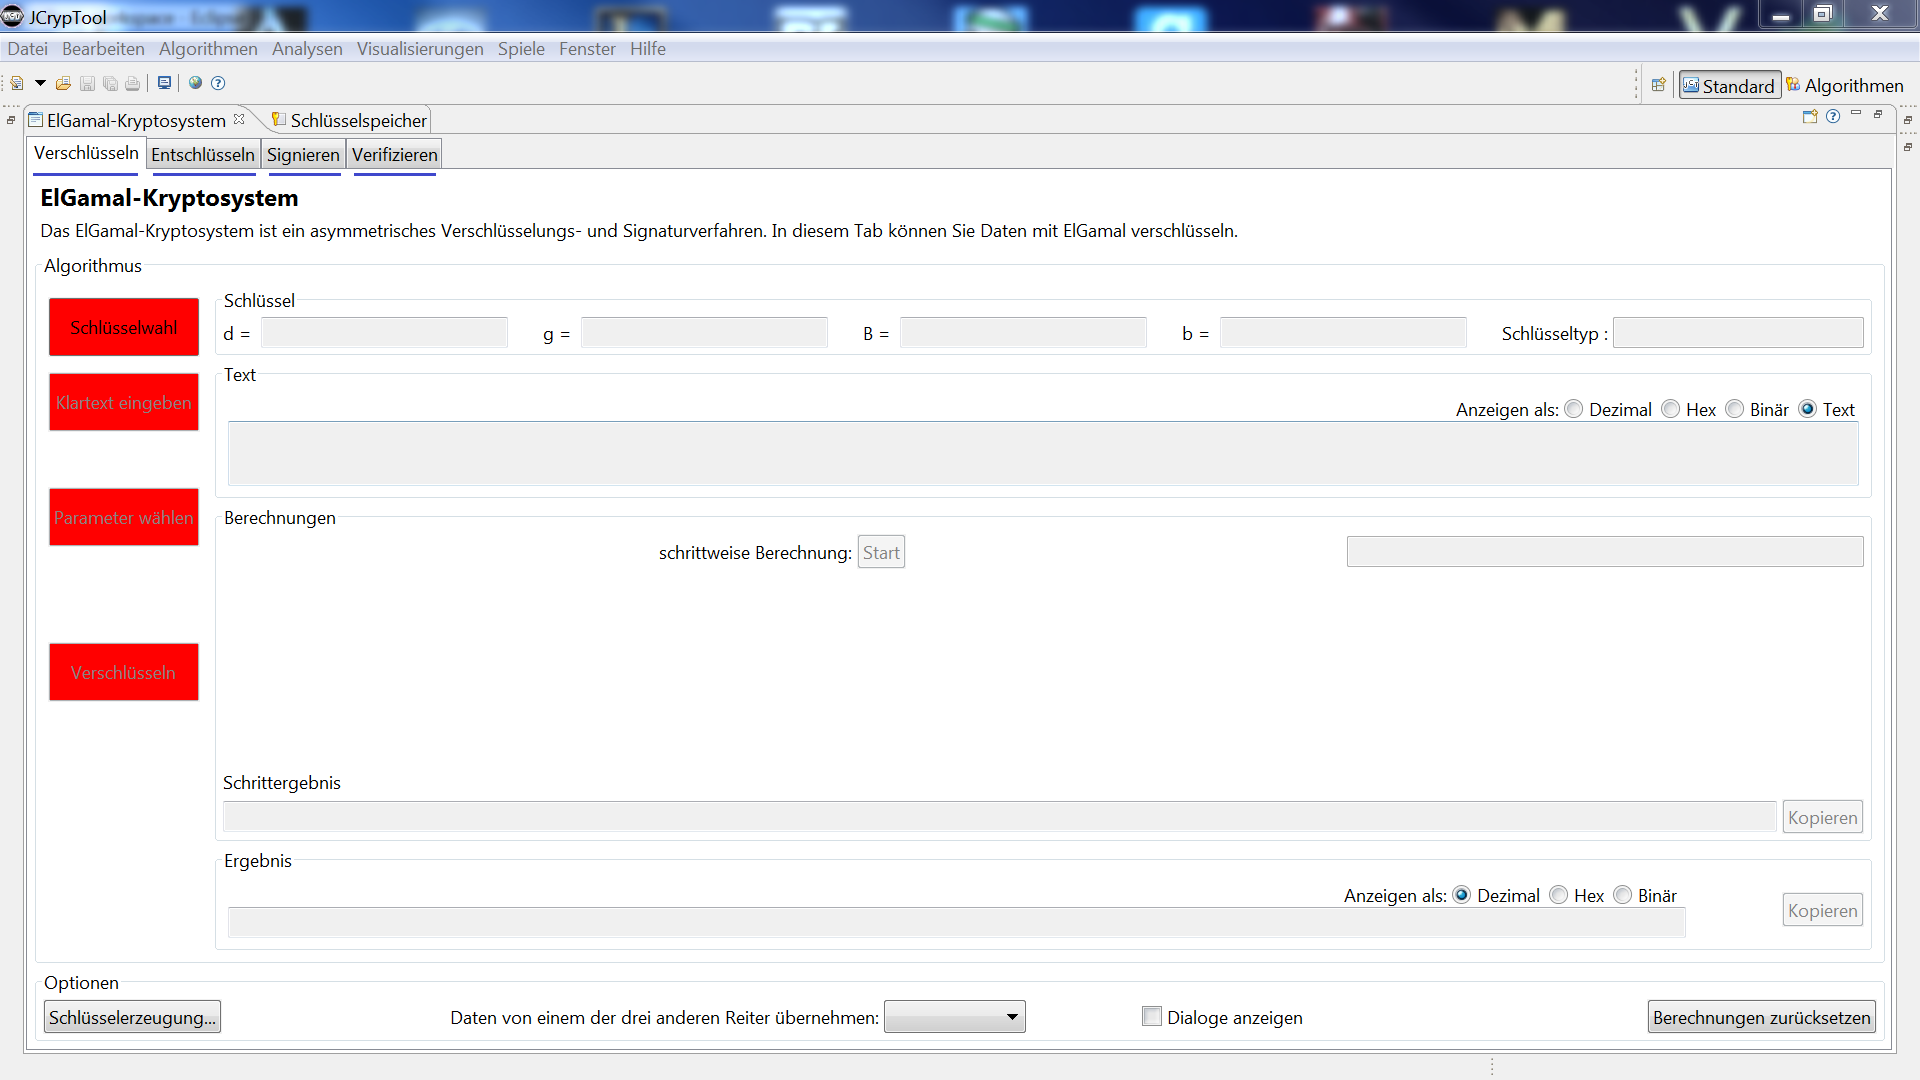 JCrypTool
Datei Bearbeiten Algorithmen Analysen Visualisierungen Spiele Fenster Hilfe
Standard Algorithmen
ElGamal-Kryptosystem Schlüsselspeicher
Verschlüsseln Entschlüsseln Signieren Verifizieren
ElGamal-Kryptosystem
Das ElGamal-Kryptosystem ist ein asymmetrisches Verschlüsselungs- und Signaturverfahren. In diesem Tab können Sie Daten mit ElGamal verschlüsseln.
Algorithmus
Schlüsselwahl
Schlüssel
d = g = B = b = Schlüsseltyp :
Klartext eingeben
Text
Anzeigen als: Dezimal Hex Binär Text
Parameter wählen
Berechnungen
schrittweise Berechnung: Start
Verschlüsseln
Schrittergebnis
Kopieren
Ergebnis
Anzeigen als: Dezimal Hex Binär
Kopieren
Optionen
Schlüsselerzeugung... Daten von einem der drei anderen Reiter übernehmen: Dialoge anzeigen Berechnungen zurücksetzen